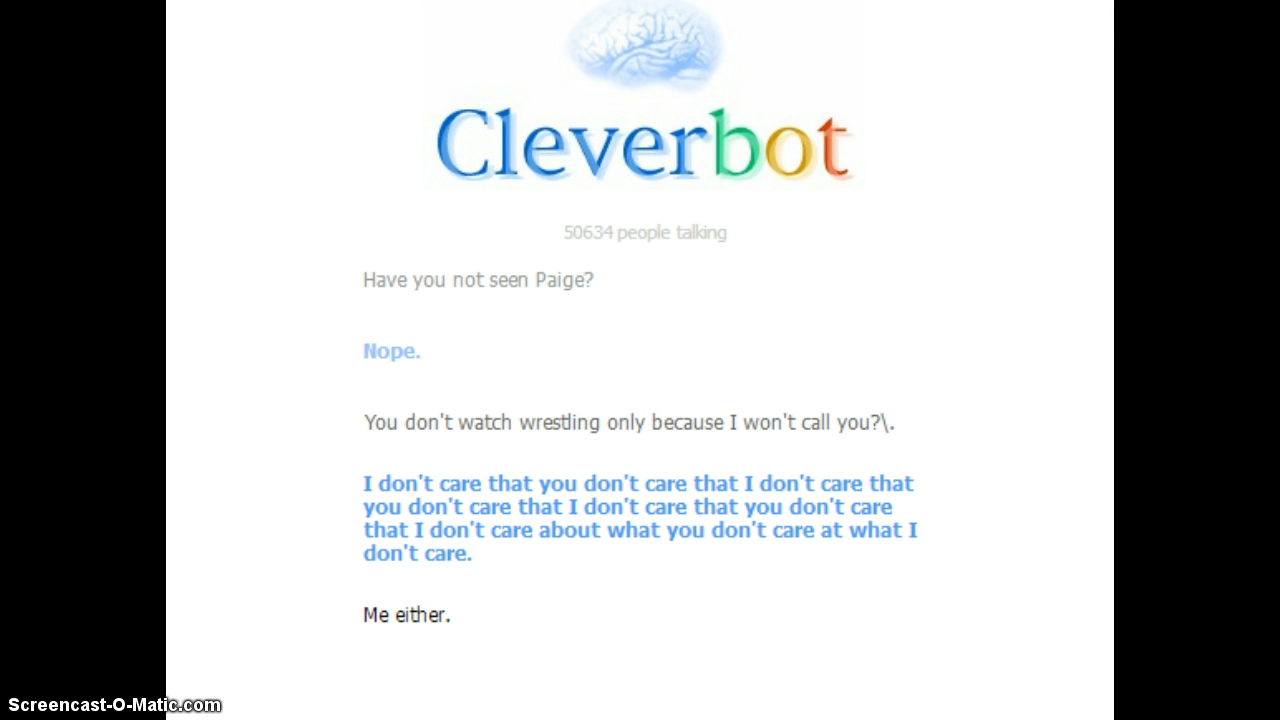 Cleverbot
50634 people talking
Have you not seen Paige?
Nope.
You don't watch wrestling only because I won't call you?\.
I don't care that you don't care that I don't care that
you don't care that I don't care that you don't care
that I don't care about what you don't care at what I
don't care.
Me either.
Screencast-O-Matic.com